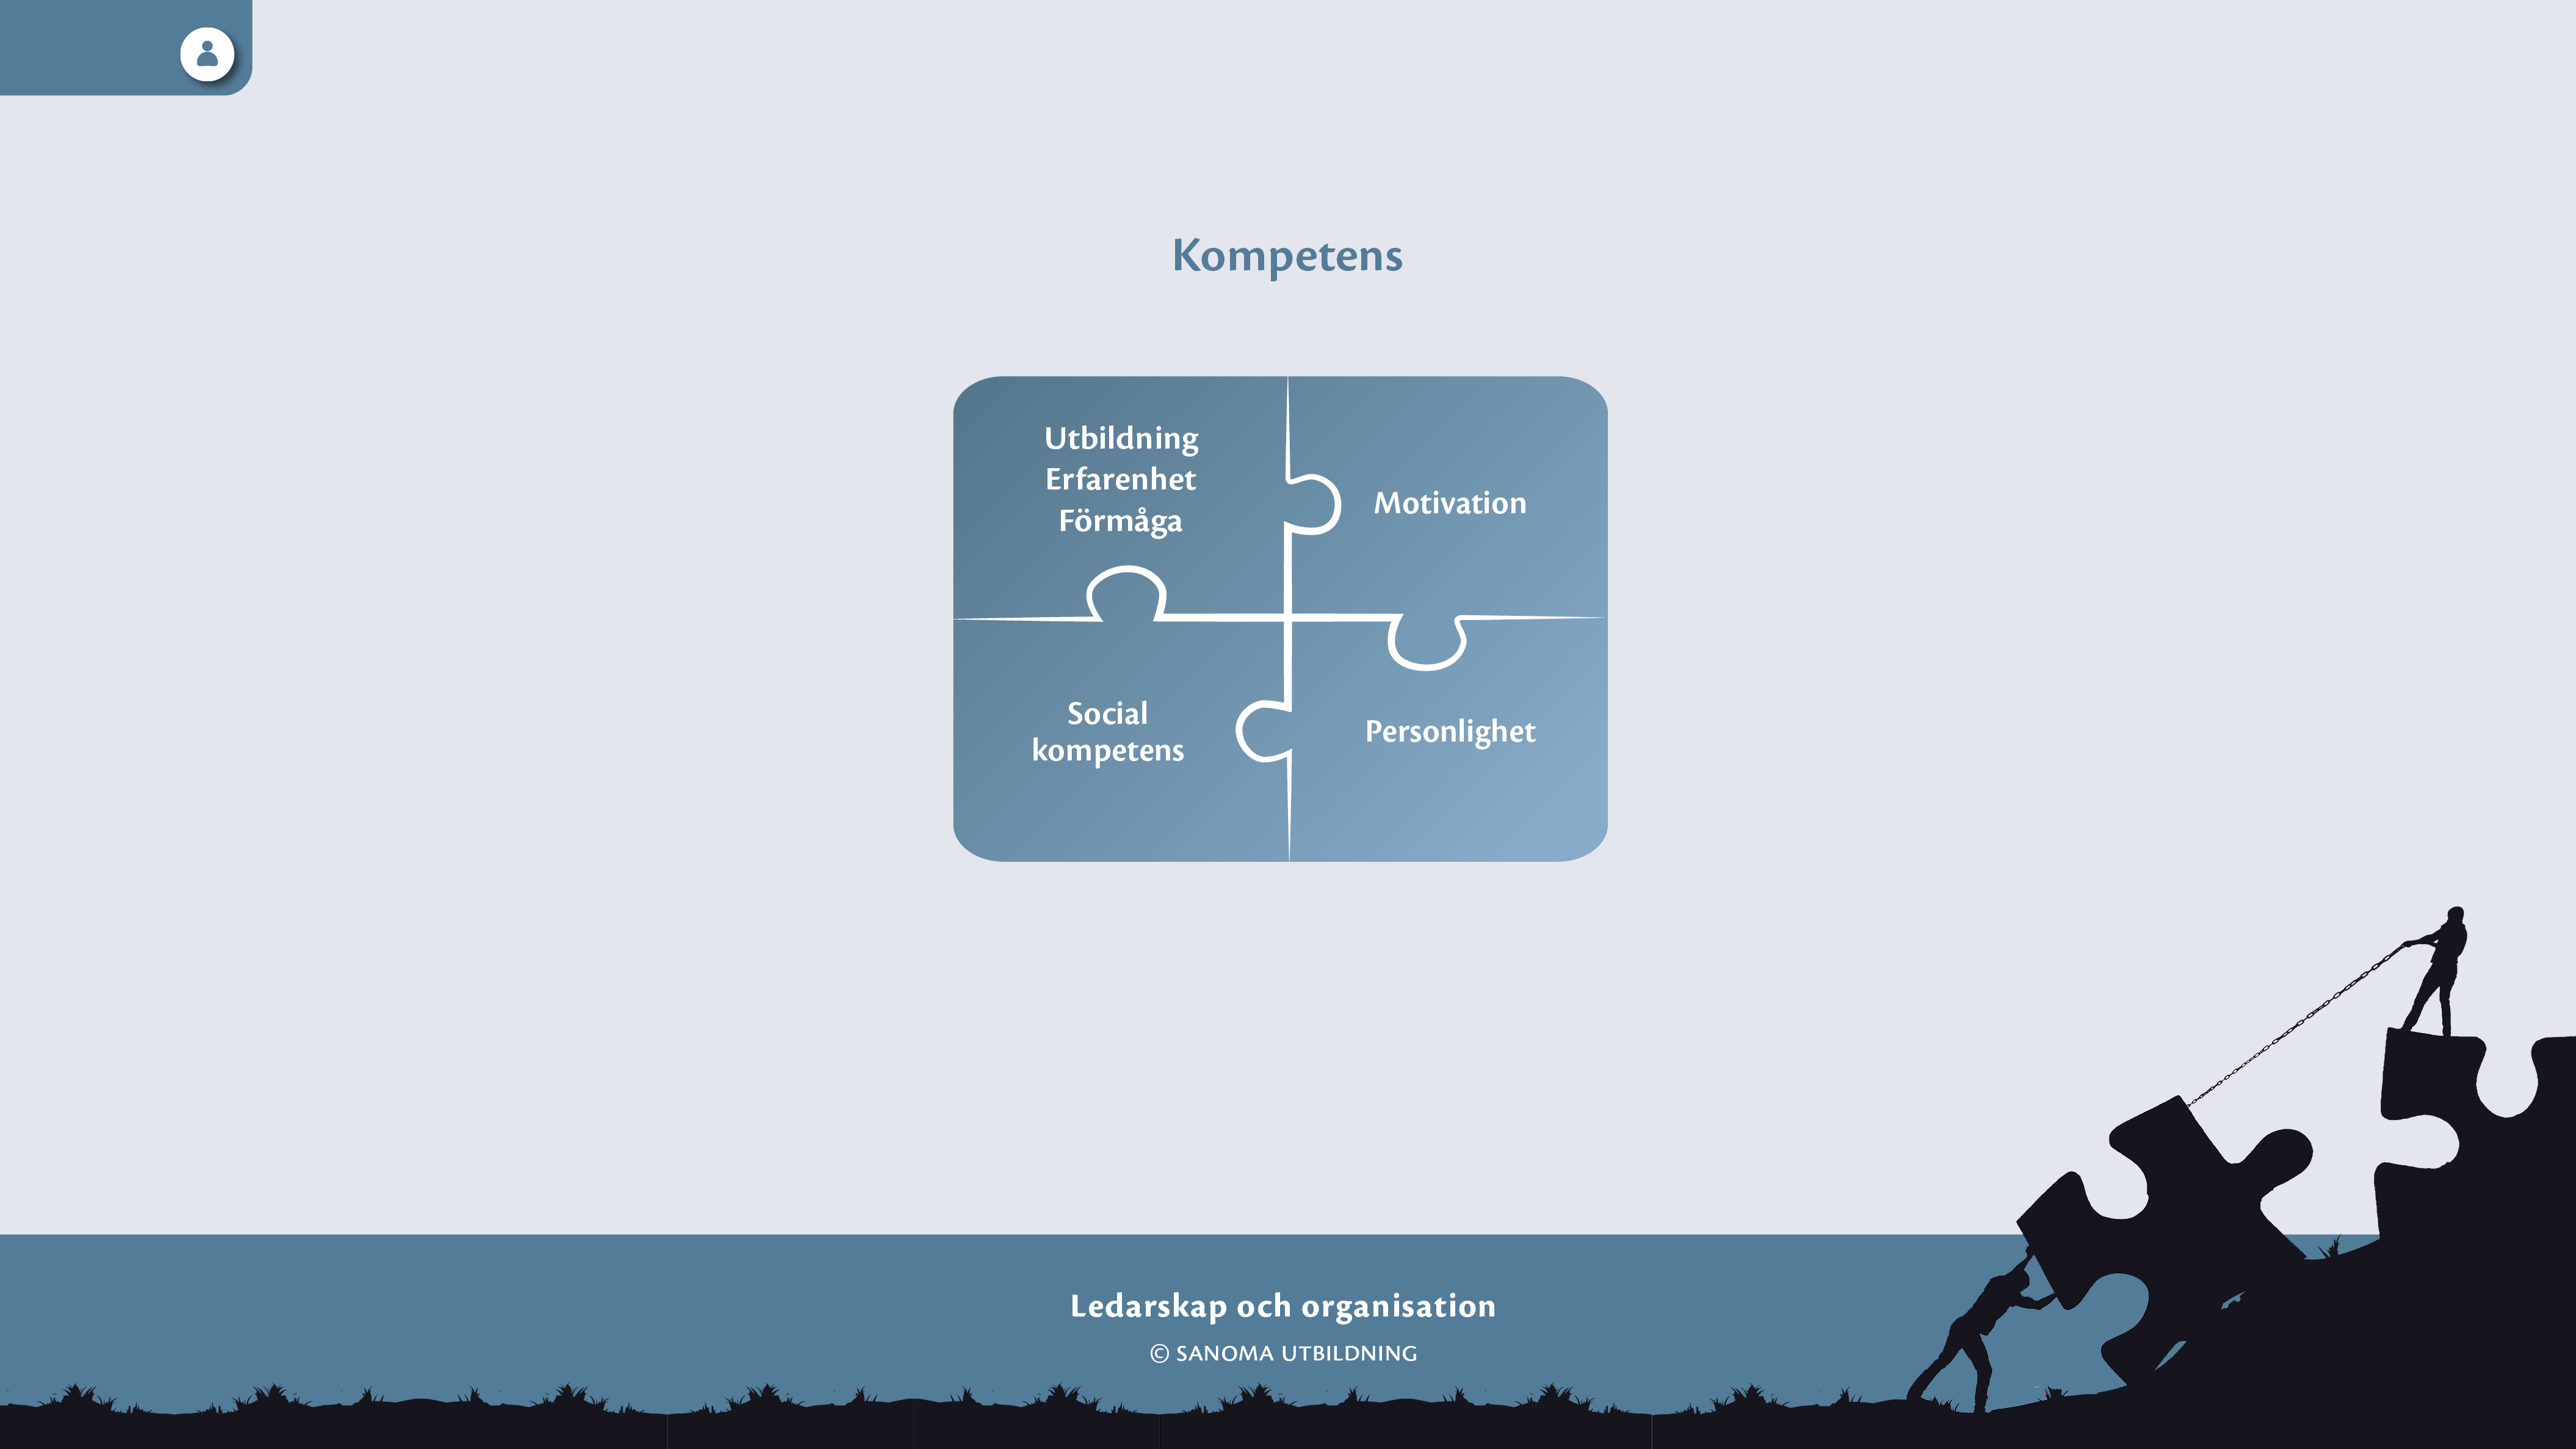 Kompetens
Utbildning
Erfarenhet
Förmåga
Motivation
Social
kompetens
Personlighet
Ledarskap och organisation
© SANOMA UTBILDNING